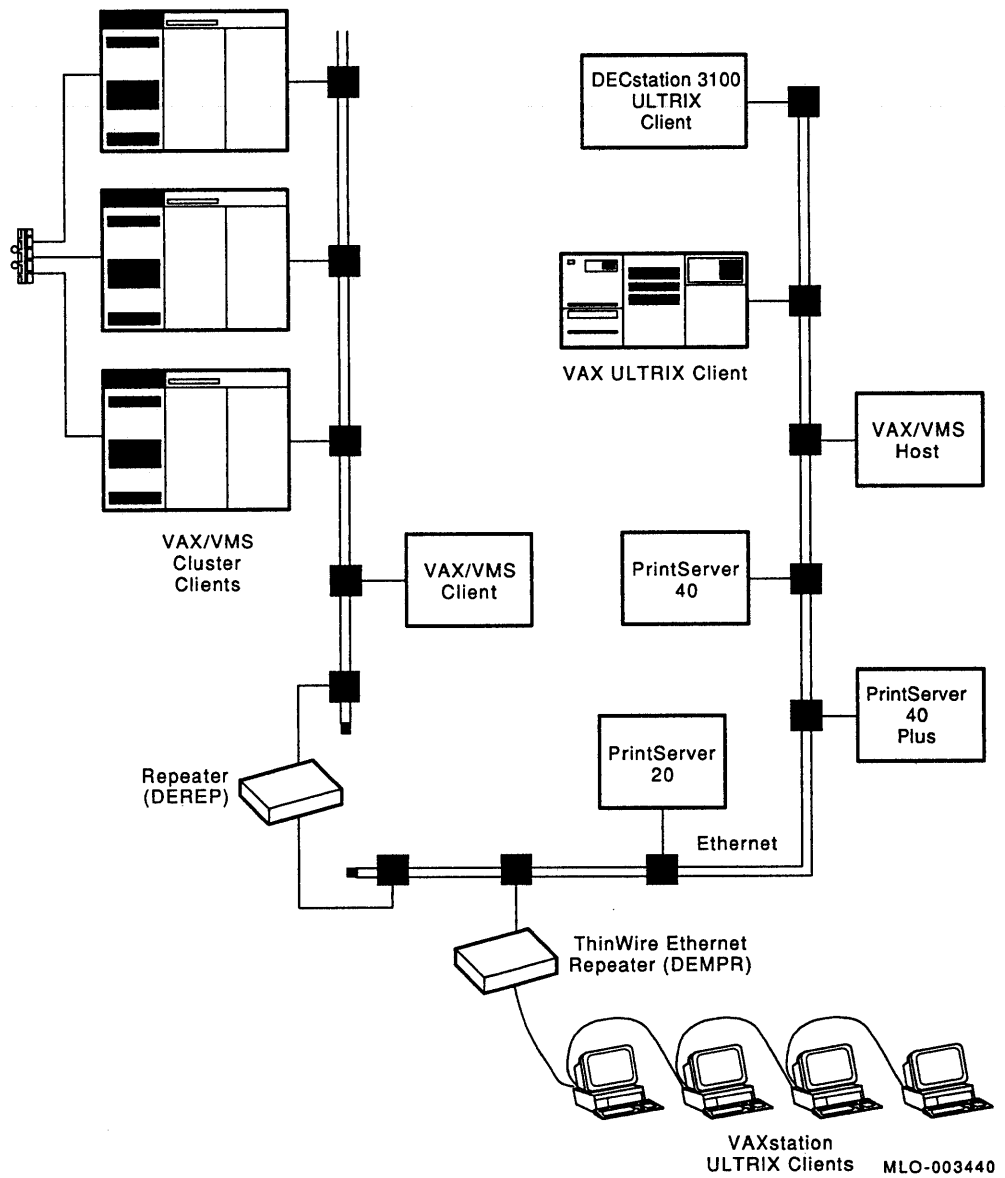 DECstation 3100
ULTRIX
Client
VAX ULTRIX Client
VAX/VMS
Host
VAX/VMS
Cluster
Clients
VAX/VMS
Client
PrintServer
40
PrintServer
40
Plus
PrintServer
20
Repeater
(DEREP)
Ethernet
ThinWire Ethernet
Repeater (DEMPR)
VAXstation
ULTRIX Clients
MLO-003440